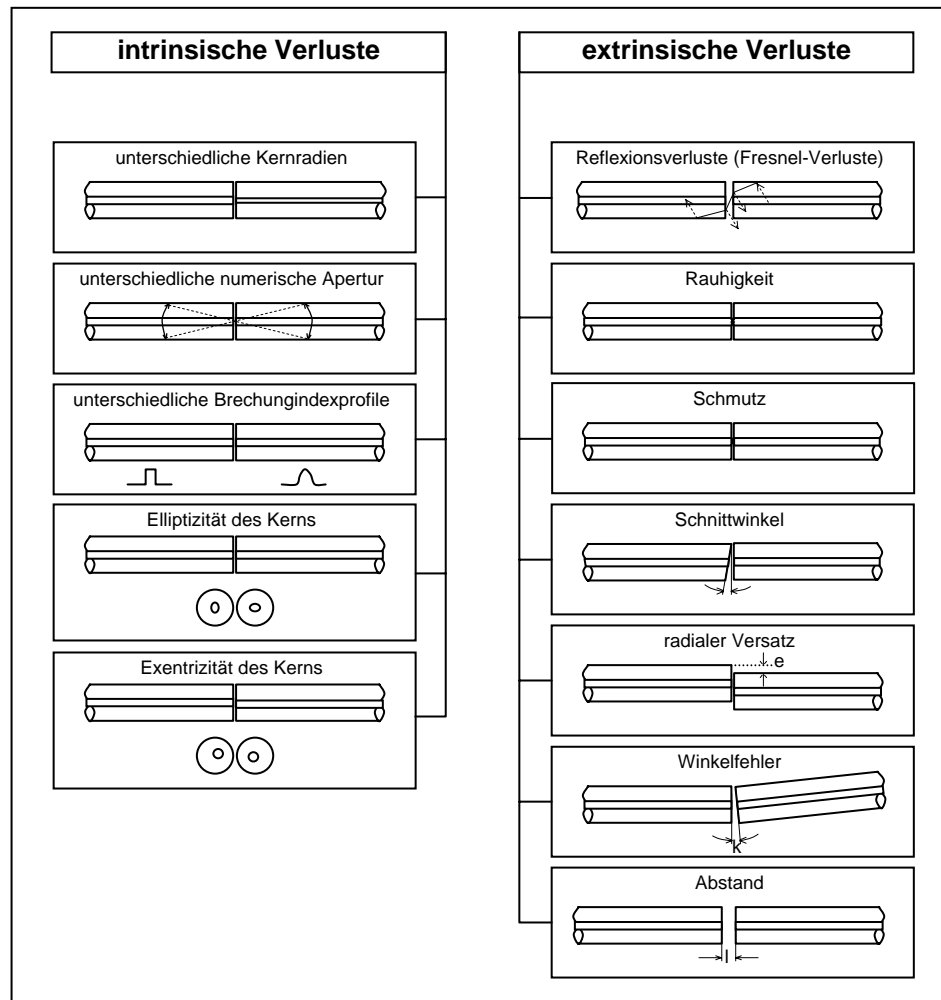 intrinsische Verluste
unterschiedliche Kernradien
unterschiedliche numerische Apertur
unterschiedliche Brechungindexprofile
Elliptizität des Kerns
Exentrizität des Kerns
extrinsische Verluste
Reflexionsverluste (Fresnel-Verluste)
Rauhigkeit
Schmutz
Schnittwinkel
radialer Versatz
e
Winkelfehler
k
Abstand
l